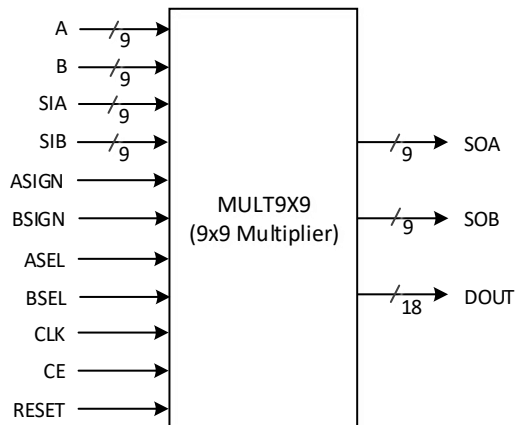 A
9
B
9
SIA
9
SIB
9
ASIGN
BSIGN
ASEL
BSEL
CLK
CE
RESET
MULT9X9
(9x9 Multiplier)
9
SOA
9
SOB
18
DOUT